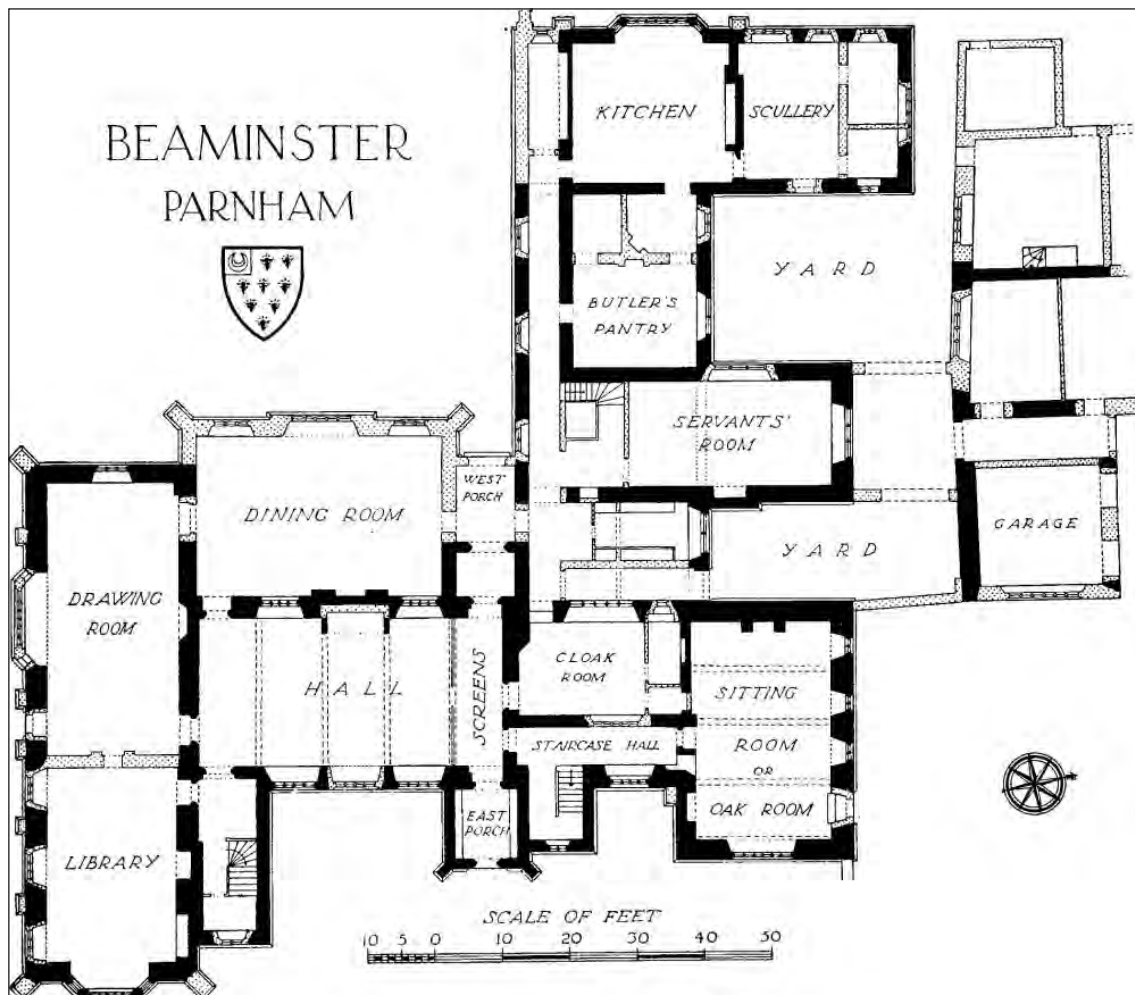 BEAMINSTER
PARNHAM
KITCHEN
SCULLERY
YARD
BUTLER'S
PANTRY
SERVANTS'
ROOM
WEST
PORCH
DINING ROOM
YARD
GARAGE
DRAWING
ROOM
HALL
SCREENS
CLOAK
ROOM
SITTING
ROOM
OR
OAK ROOM
STAIRCASE HALL
EAST
PORCH
LIBRARY
SCALE OF FEET
10 5 0 10 20 30 40 50